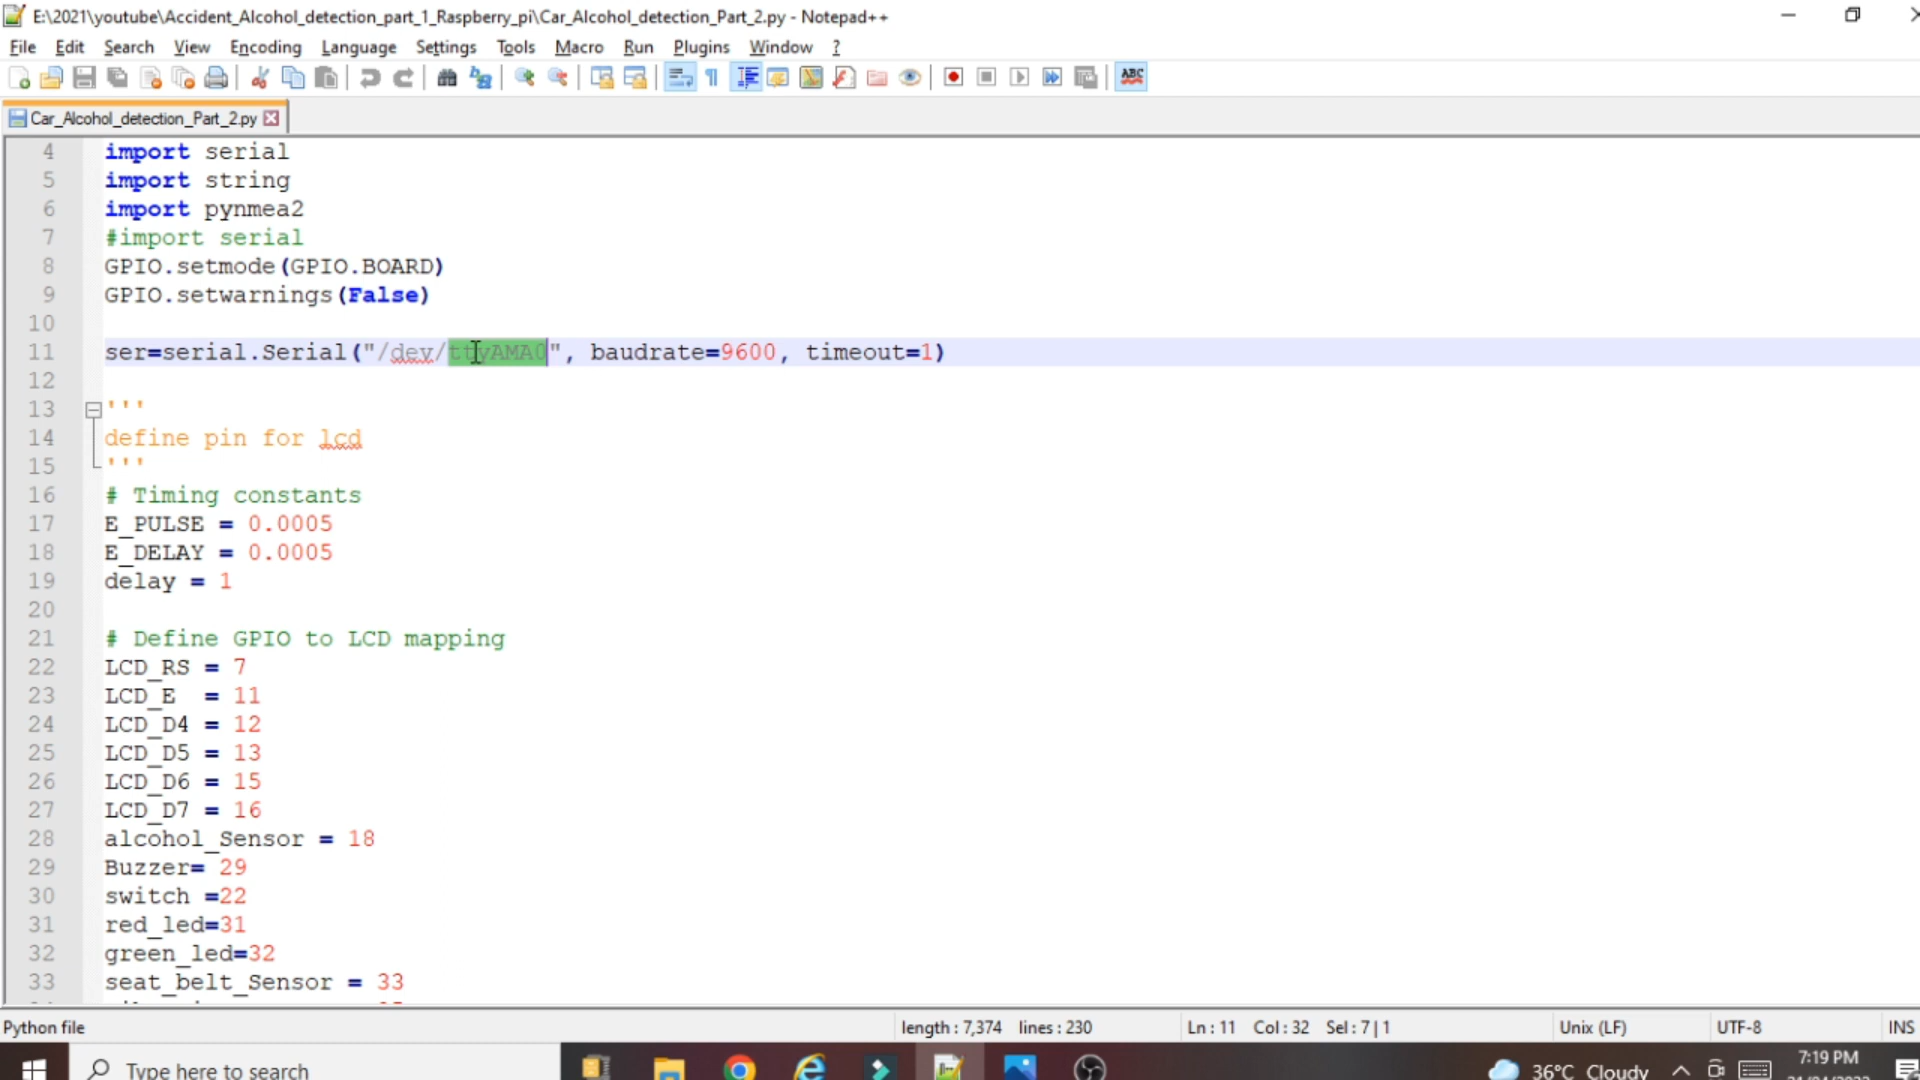 E:\2021\youtube\Accident_Alcohol_detection_part_1_Raspberry_pi\Car_Alcohol_detection_Part_2.py - Notepad++
File Edit Search View Encoding Language Settings Tools Macro Run Plugins Window ?
ABC
Car_Alcohol_detection_Part_2.py
4 import serial
5 import string
6 import pynmea2
7 #import serial
8 GPIO.setmode(GPIO.BOARD)
9 GPIO.setwarnings(False)
10
11 ser=serial.Serial("/dev/ttyAMA0", baudrate=9600, timeout=1)
12
13 '''
14 define pin for lcd
15 '''
16 # Timing constants
17 E_PULSE = 0.0005
18 E_DELAY = 0.0005
19 delay = 1
20
21 # Define GPIO to LCD mapping
22 LCD_RS = 7
23 LCD_E  = 11
24 LCD_D4 = 12
25 LCD_D5 = 13
26 LCD_D6 = 15
27 LCD_D7 = 16
28 alcohol_Sensor = 18
29 Buzzer= 29
30 switch =22
31 red_led=31
32 green_led=32
33 seat_belt_Sensor = 33
Python file length : 7,374 lines : 230 Ln : 11 Col : 32 Sel : 7 | 1 Unix (LF) UTF-8 INS
Type here to search 36°C Cloudy 7:19 PM